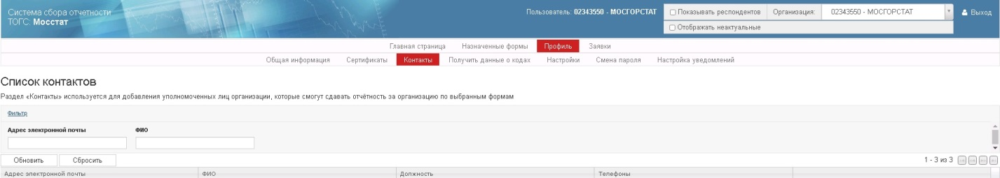 Система сбора отчетности
ТОГС: Мосстат
Пользователь: 02343550 - МОСГОРСТАТ
Показывать респондентов
Организация:
02343550 - МОСГОРСТАТ
Выход
Отображать неактуальные
Главная страница Назначенные формы Профиль Заявки
Общая информация Сертификаты Контакты Получить данные о кодах Настройки Смена пароля Настройка уведомлений
Список контактов
Раздел «Контакты» используется для добавления уполномоченных лиц организации, которые смогут сдавать отчётность за организацию по выбранным формам
Фильтр
Адрес электронной почты ФИО
Обновить Сбросить 1 - 3 из 3
Адрес электронной почты ФИО Должность Телефоны